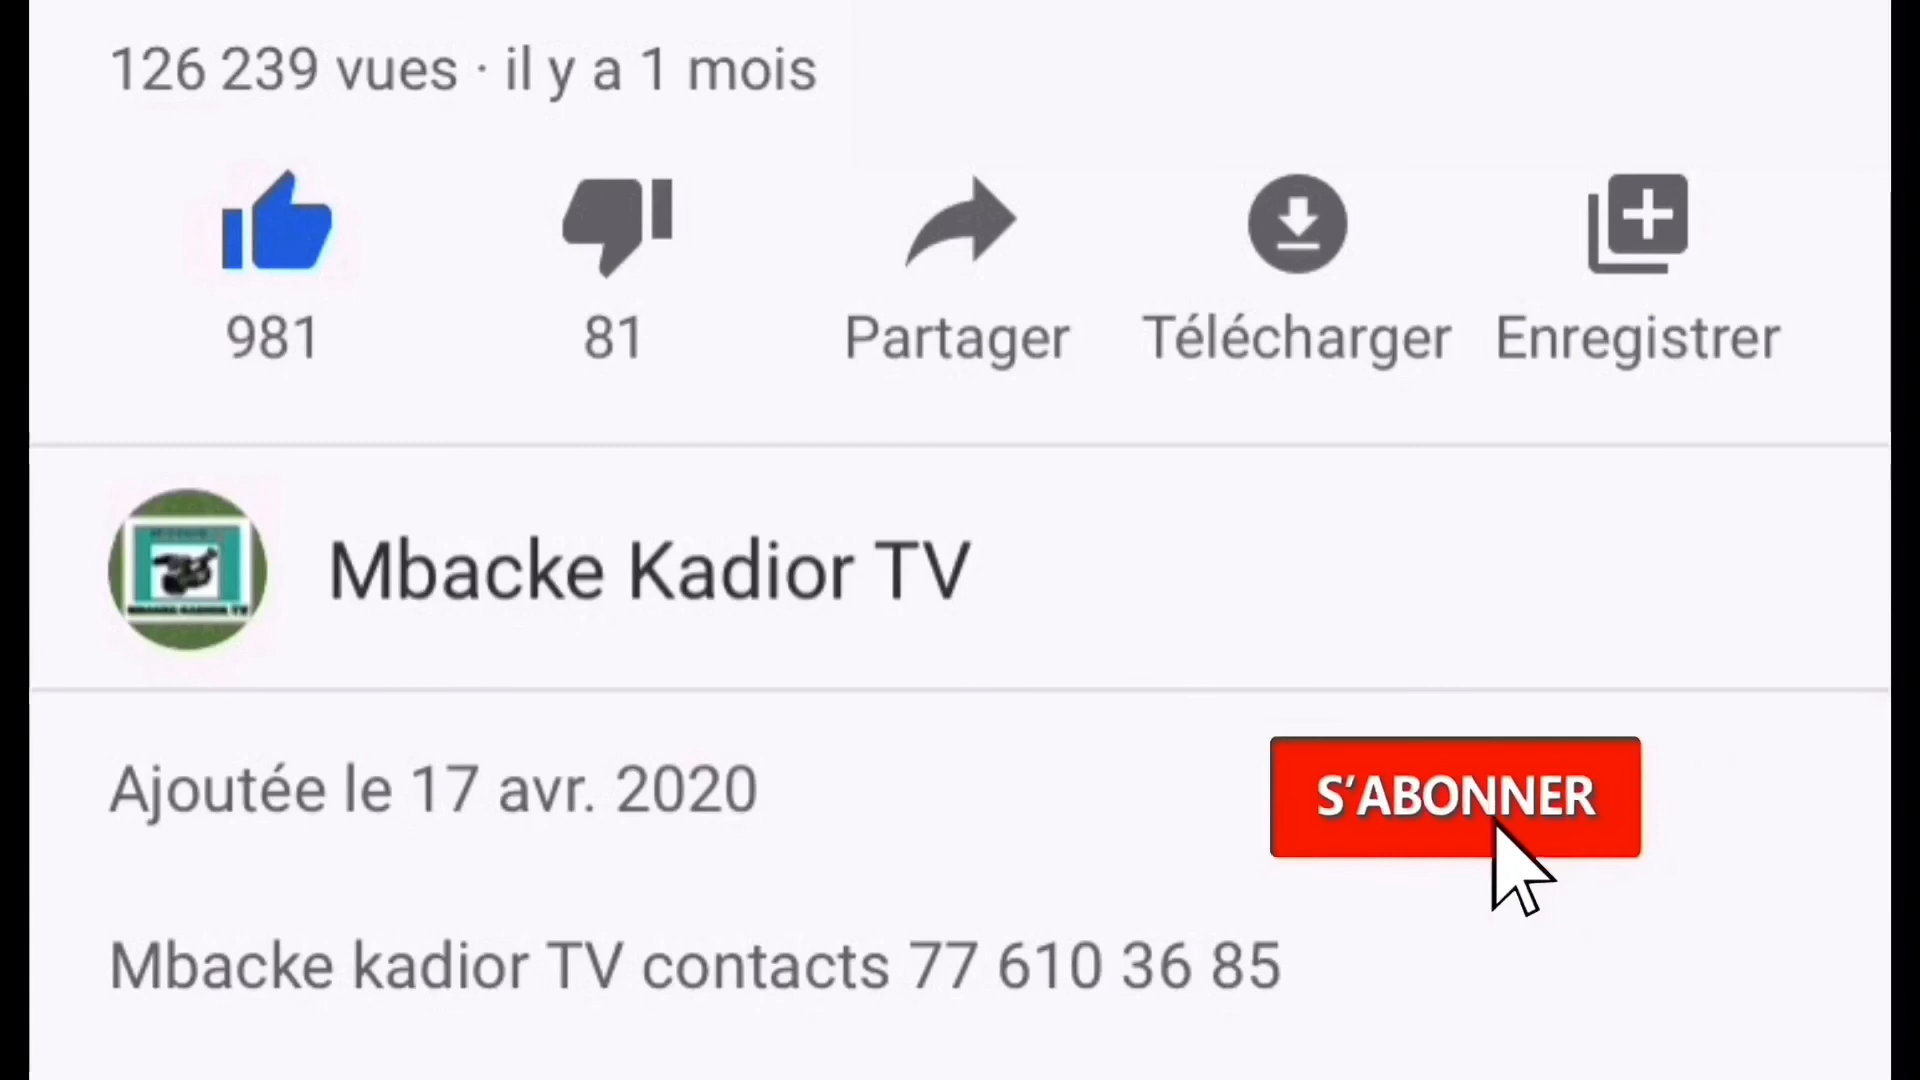 126 239 vues · il y a 1 mois
981 81 Partager Télécharger Enregistrer
Mbacke Kadior TV
Ajoutée le 17 avr. 2020
S'ABONNER
Mbacke kadior TV contacts 77 610 36 85